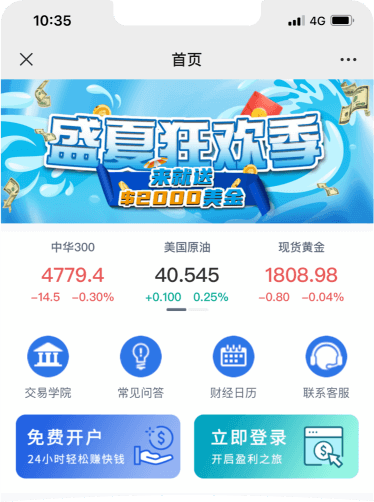 10:35
4G
首页
盛夏狂欢季
来就送
$2000美金
中华300
美国原油
现货黄金
4779.4
40.545
1808.98
-14.5 -0.30%
+0.100 0.25%
-0.80 -0.04%
交易学院
常见问答
财经日历
联系客服
免费开户
立即登录
24小时轻松赚快钱
开启盈利之旅